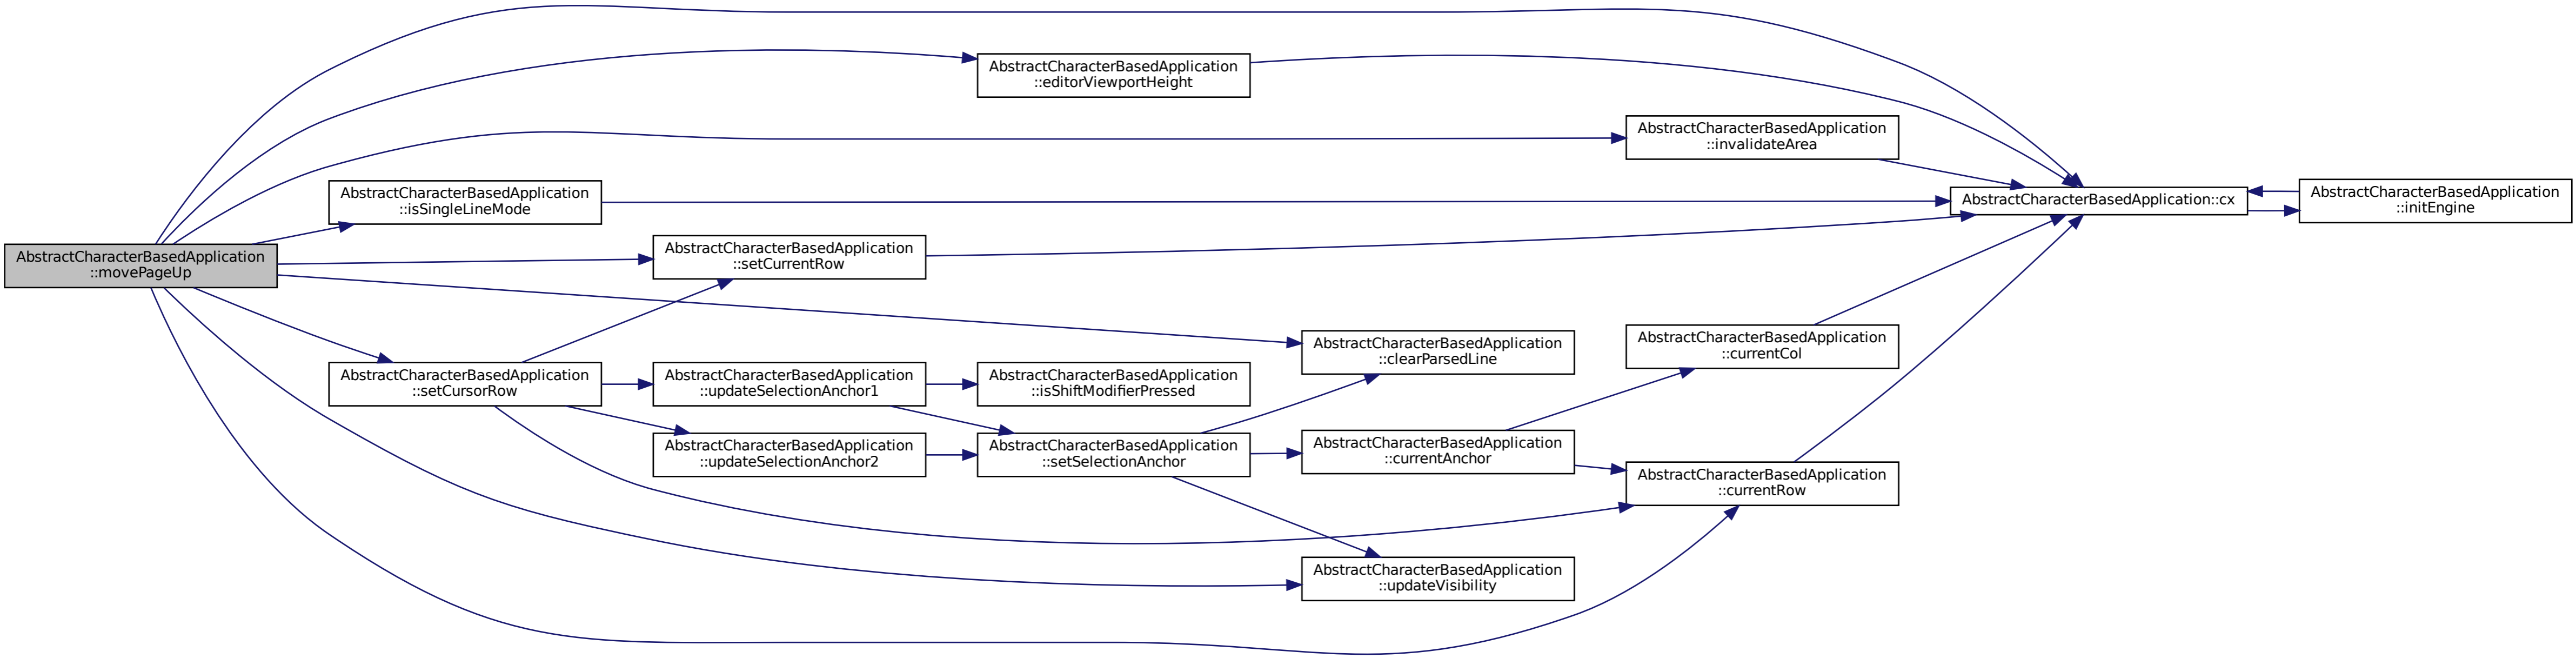 AbstractCharacterBasedApplication
::movePageUp
AbstractCharacterBasedApplication
::isSingleLineMode
AbstractCharacterBasedApplication
::setCursorRow
AbstractCharacterBasedApplication
::setCurrentRow
AbstractCharacterBasedApplication
::updateSelectionAnchor1
AbstractCharacterBasedApplication
::updateSelectionAnchor2
AbstractCharacterBasedApplication
::editorViewportHeight
AbstractCharacterBasedApplication
::isShiftModifierPressed
AbstractCharacterBasedApplication
::setSelectionAnchor
AbstractCharacterBasedApplication
::clearParsedLine
AbstractCharacterBasedApplication
::currentAnchor
AbstractCharacterBasedApplication
::updateVisibility
AbstractCharacterBasedApplication
::invalidateArea
AbstractCharacterBasedApplication
::currentCol
AbstractCharacterBasedApplication
::currentRow
AbstractCharacterBasedApplication::cx
AbstractCharacterBasedApplication
::initEngine